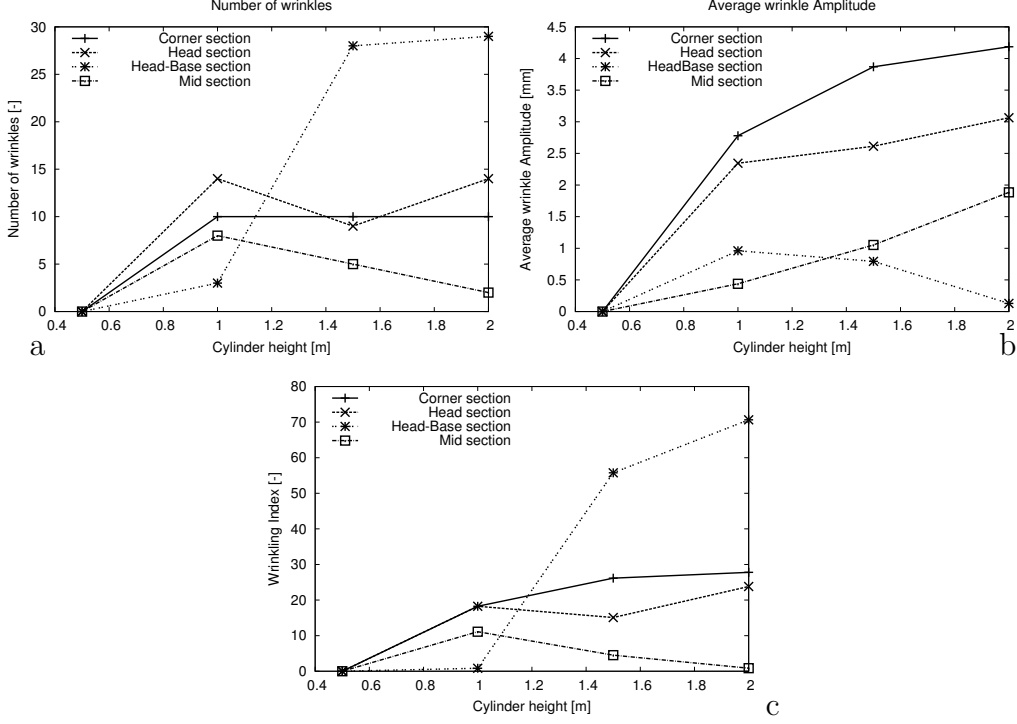 Number of wrinkles
Number of wrinkles [-]
30
25
20
15
10
5
0
Corner section
Head section
Head-Base section
Mid section
0.4 0.6 0.8 1 1.2 1.4 1.6 1.8 2
Cylinder height [m]
a
Average wrinkle Amplitude
Average wrinkle Amplitude [mm]
4.5
4
3.5
3
2.5
2
1.5
1
0.5
0
Corner section
Head section
HeadBase section
Mid section
0.4 0.6 0.8 1 1.2 1.4 1.6 1.8 2
Cylinder height [m]
b
Wrinkling Index [-]
80
70
60
50
40
30
20
10
0
Corner section
Head section
Head-Base section
Mid section
0.4 0.6 0.8 1 1.2 1.4 1.6 1.8 2
Cylinder height [m]
c